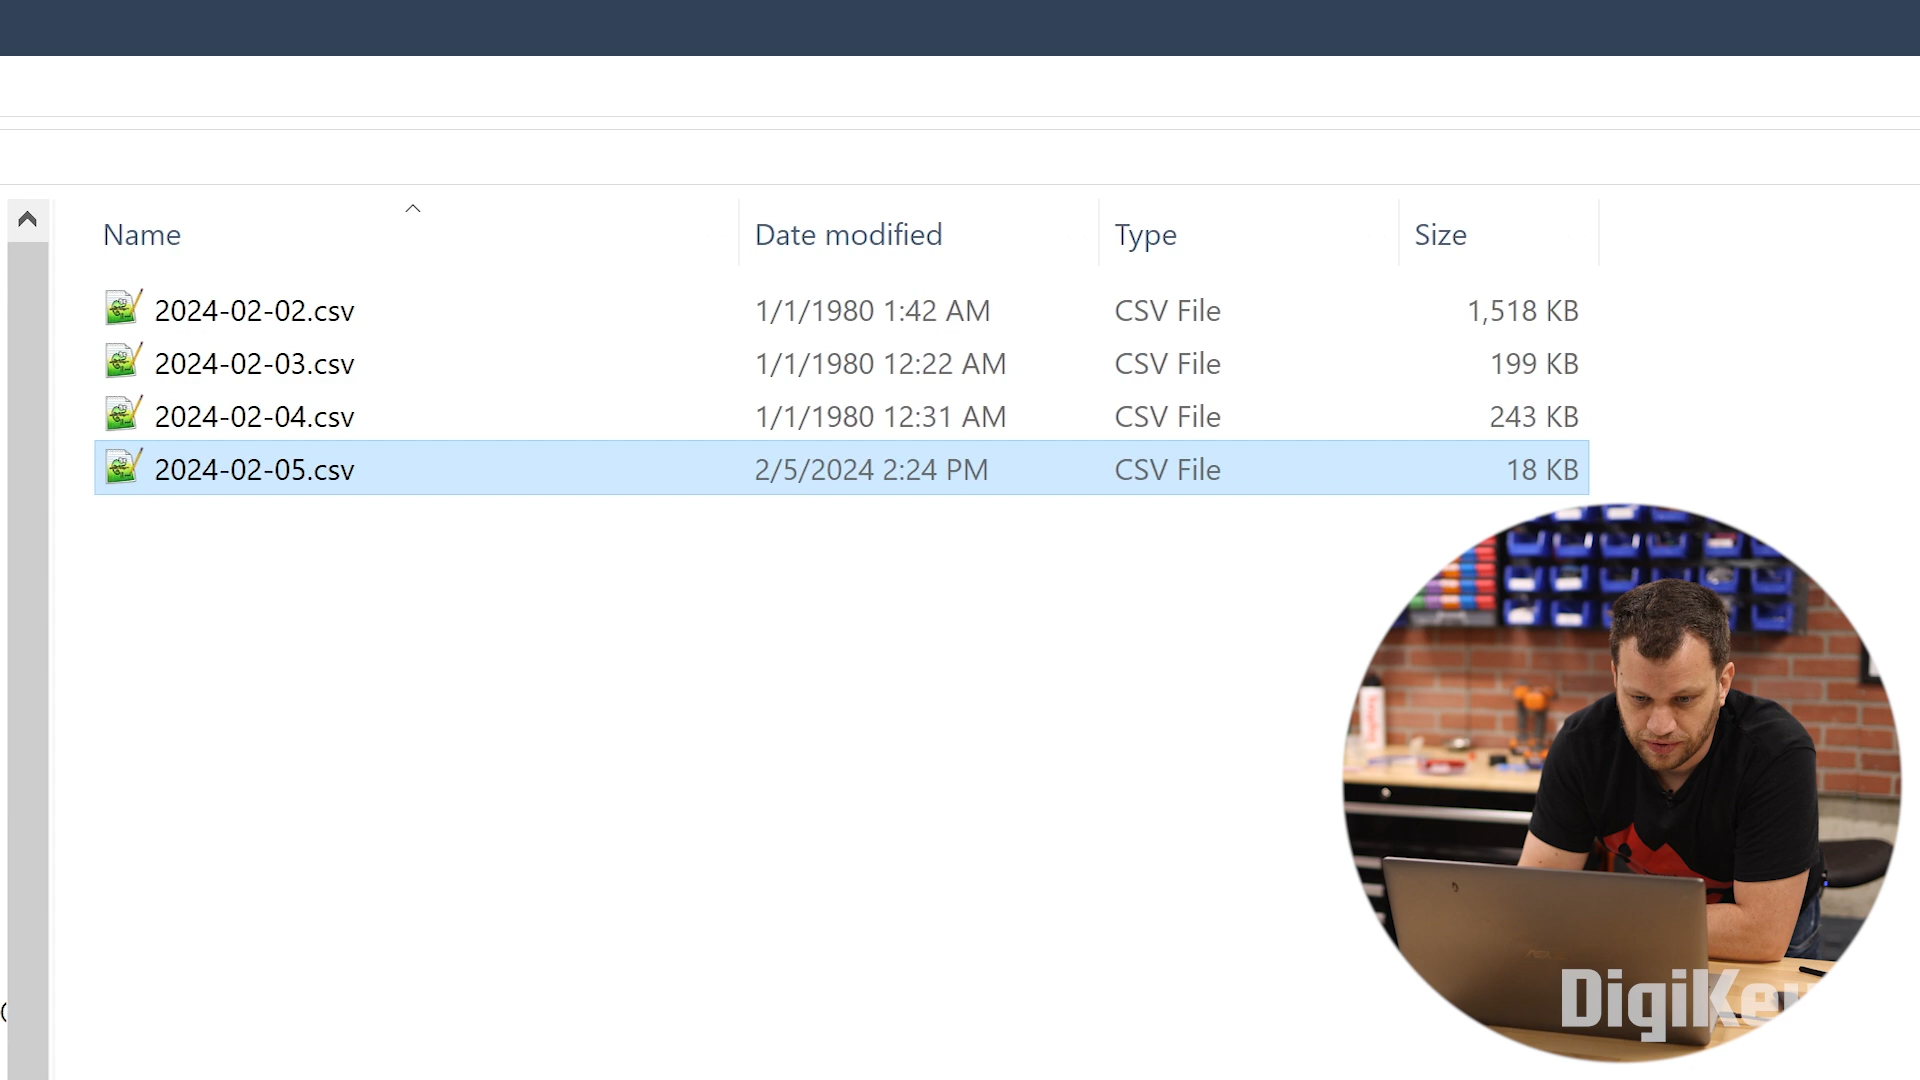 Name Date modified Type Size
2024-02-02.csv 1/1/1980 1:42 AM CSV File 1,518 KB
2024-02-03.csv 1/1/1980 12:22 AM CSV File 199 KB
2024-02-04.csv 1/1/1980 12:31 AM CSV File 243 KB
2024-02-05.csv 2/5/2024 2:24 PM CSV File 18 KB
DigiKey